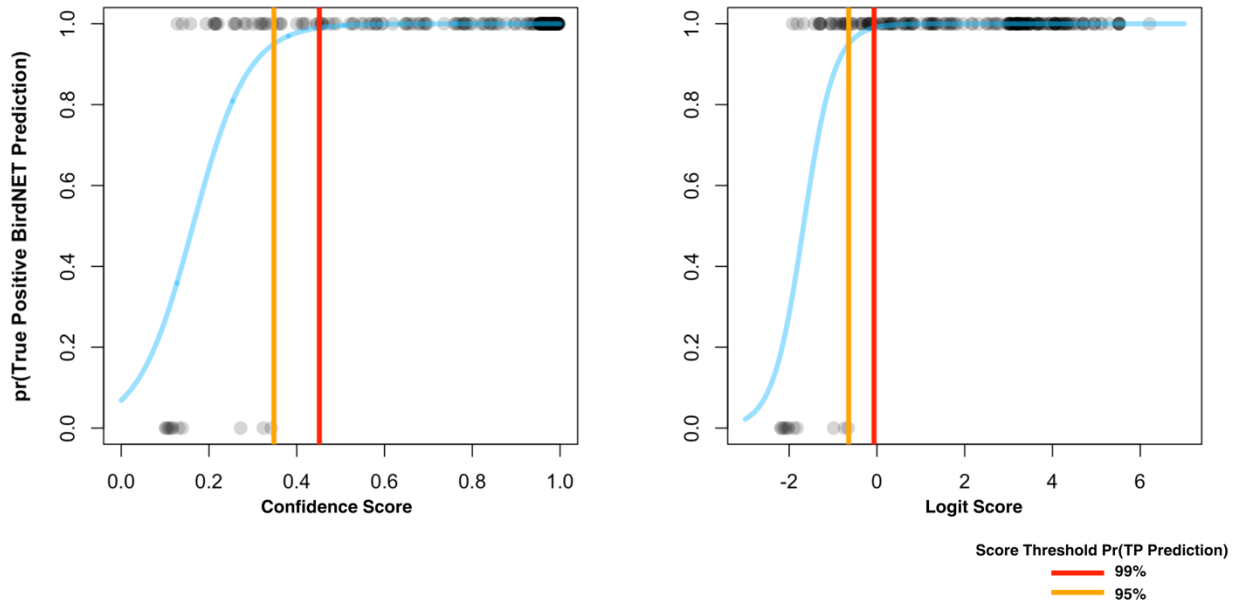 pr(True Positive BirdNET Prediction)
1.0
0.8
0.6
0.4
0.2
0.0
0.0 0.2 0.4 0.6 0.8 1.0
Confidence Score
1.0
0.8
0.6
0.4
0.2
0.0
-2 0 2 4 6
Logit Score
Score Threshold Pr(TP Prediction)
99%
95%